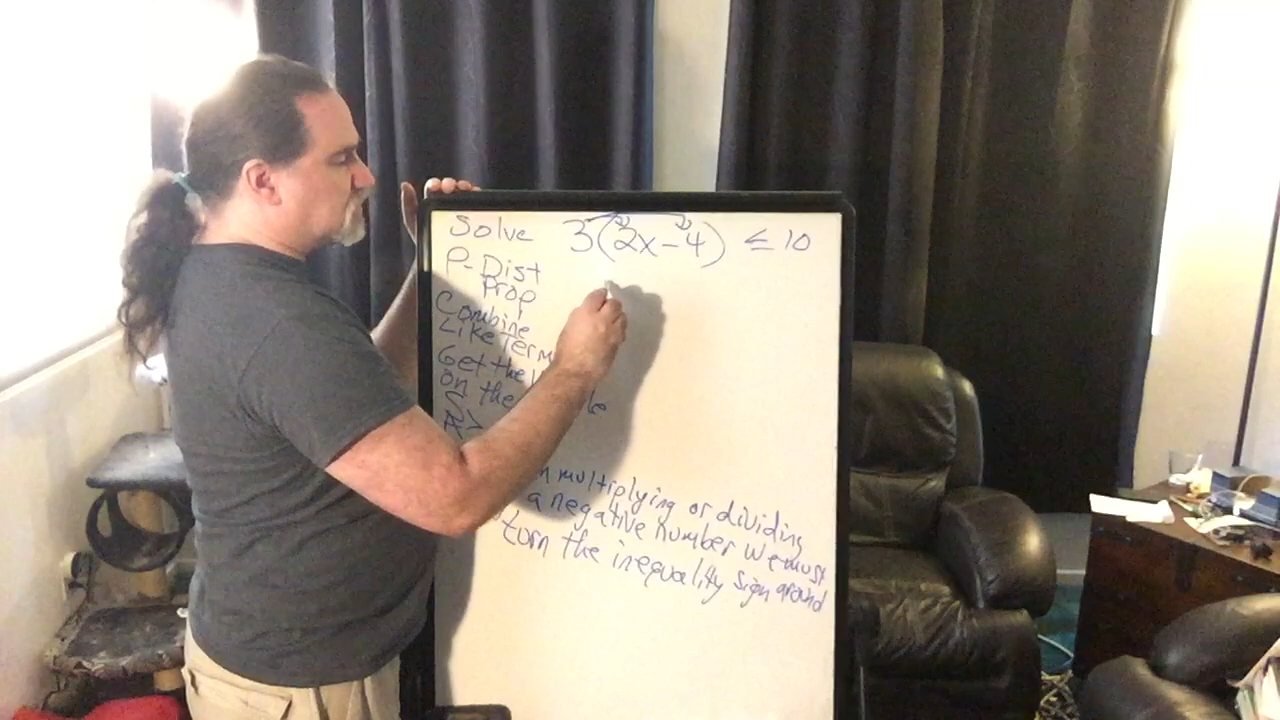 Solve 3(2x-4) ≤ 10
P-Dist
Prop
Combine
Like Term
Get the
on the
multiplying or dividing
a negative number we must
turn the inequality sign around